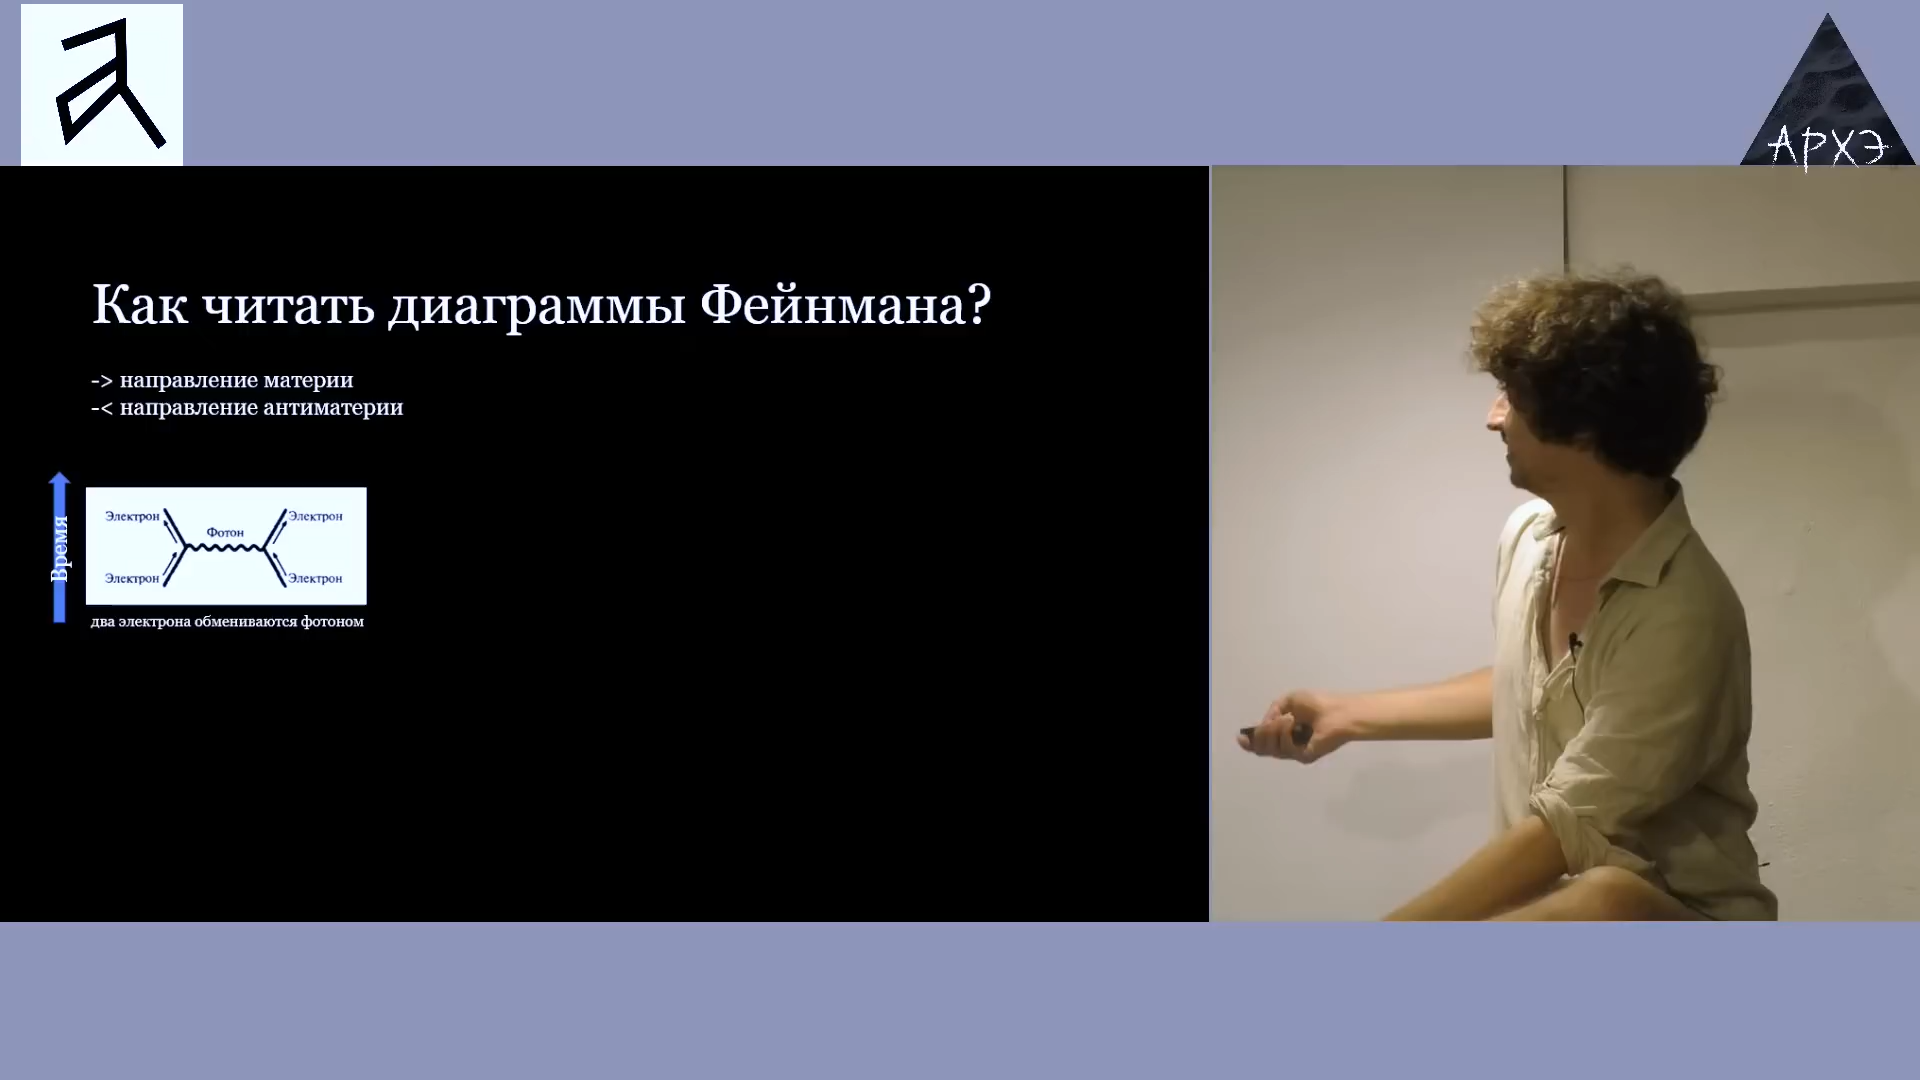 АРХЭ
Как читать диаграммы Фейнмана?
-> направление материи
-< направление антиматерии
Время
Электрон
Фотон
Электрон
Электрон
Электрон
два электрона обмениваются фотоном